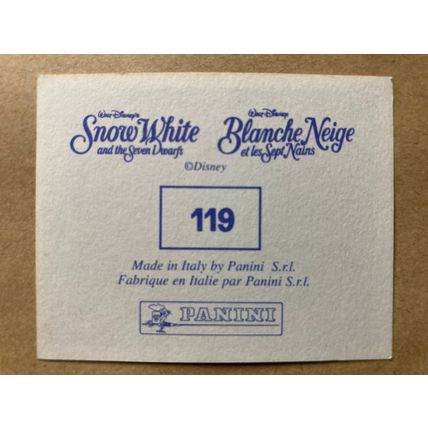 Walt Disney's
Snow White
and the Seven Dwarfs
Walt Disney
Blanche Neige
et les Sept Nains
©Disney
119
Made in Italy by Panini S.r.l.
Fabrique en Italie par Panini S.r.l.
PANINI